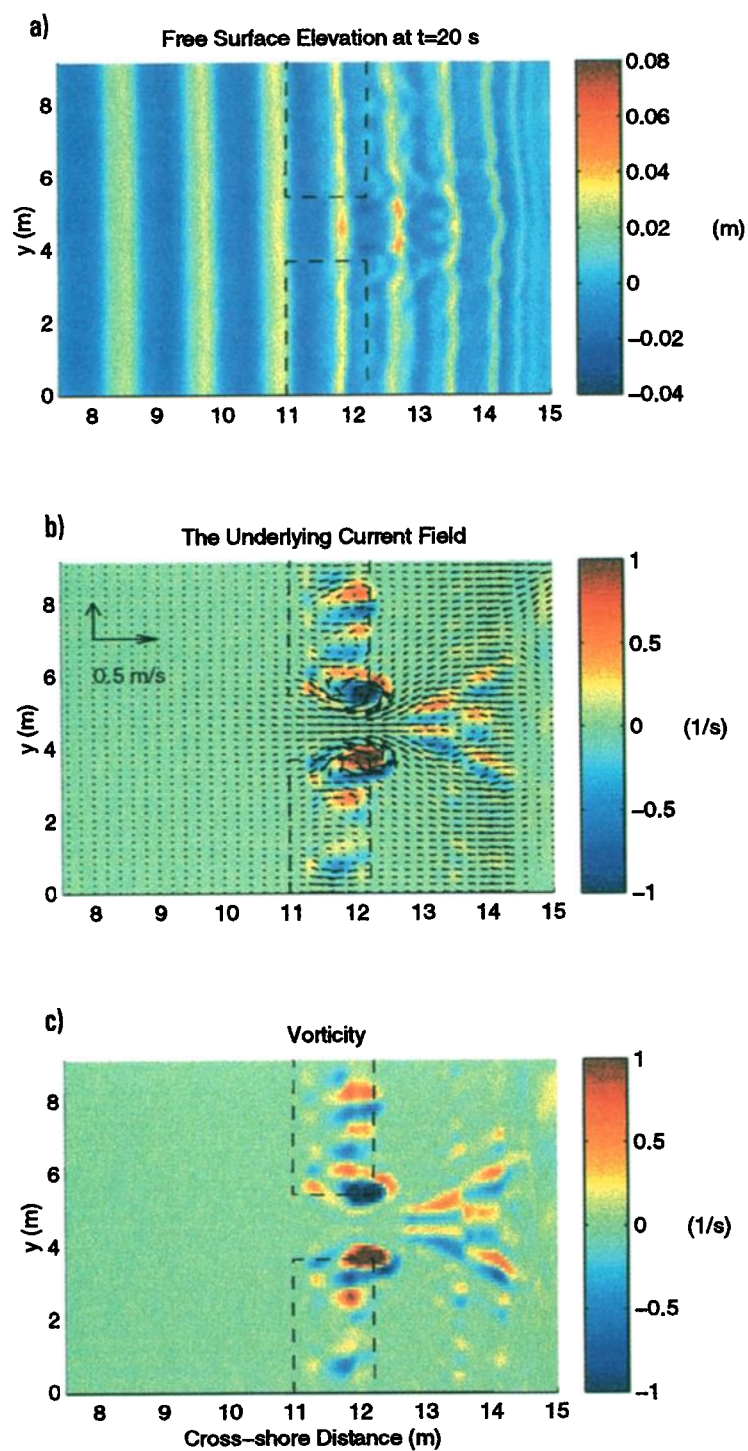 a)
Free Surface Elevation at t=20 s
y (m)
8
6
4
2
0
8 9 10 11 12 13 14 15
0.08
0.06
0.04
0.02
0
−0.02
−0.04
(m)
b)
The Underlying Current Field
y (m)
8
6
4
2
0
0.5 m/s
8 9 10 11 12 13 14 15
1
0.5
0
−0.5
−1
(1/s)
c)
Vorticity
y (m)
8
6
4
2
0
8 9 10 11 12 13 14 15
Cross−shore Distance (m)
1
0.5
0
−0.5
−1
(1/s)